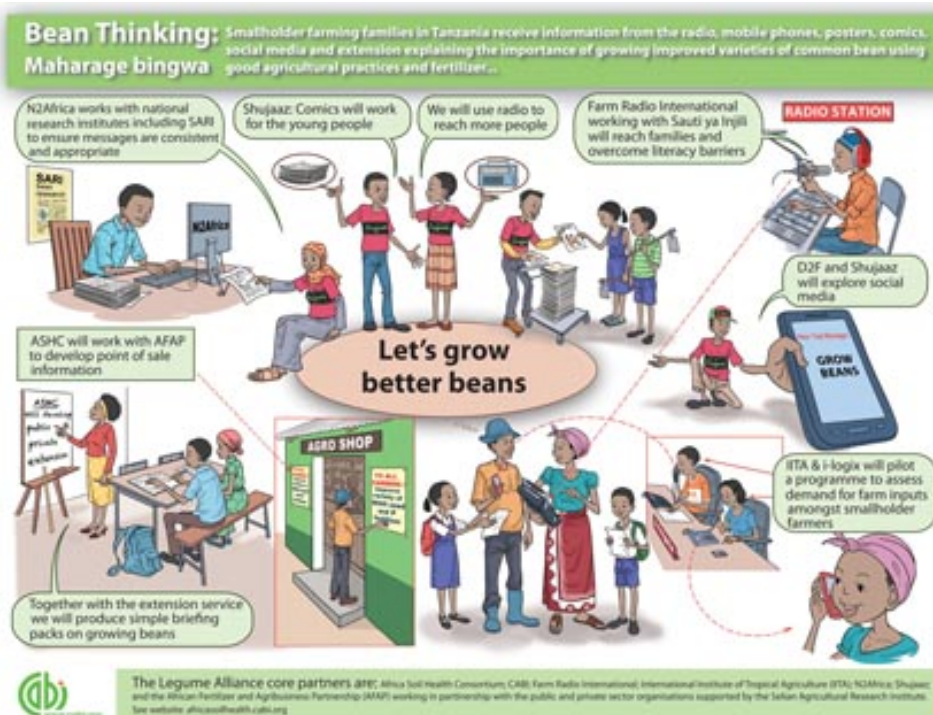 Bean Thinking: Smallholder farming families in Tanzania receive information from the radio, mobile phones, posters, comics,
social media and extension explaining the importance of growing improved varieties of common bean using
Maharage bingwa good agricultural practices and fertilizer...
N2Africa works with national
research institutes including SARI
to ensure messages are consistent
and appropriate
Shujaaz: Comics will work
for the young people
We will use radio to
reach more people
Farm Radio International
working with Sauti ya Injili
will reach families and
overcome literacy barriers
RADIO STATION
SARI
N2Africa
D2F and Shujaaz
will explore social
media
ASHC will work with AFAP
to develop point of sale
information
Let's grow
better beans
GROW
BEANS
ASHC
public
private
extension
AGRO SHOP
IITA & i-logix will pilot
a programme to assess
demand for farm inputs
amongst smallholder
farmers
Together with the extension service
we will produce simple briefing
packs on growing beans
cabi
The Legume Alliance core partners are: Africa Soil Health Consortium; CABI; Farm Radio International; International Institute of Tropical Agriculture (IITA); N2Africa; Shujaaz;
and the African Fertilizer and Agribusiness Partnership (AFAP) working in partnership with the public and private sector organisations supported by the Selian Agricultural Research Institute.
See website africasoilhealth.cabi.org